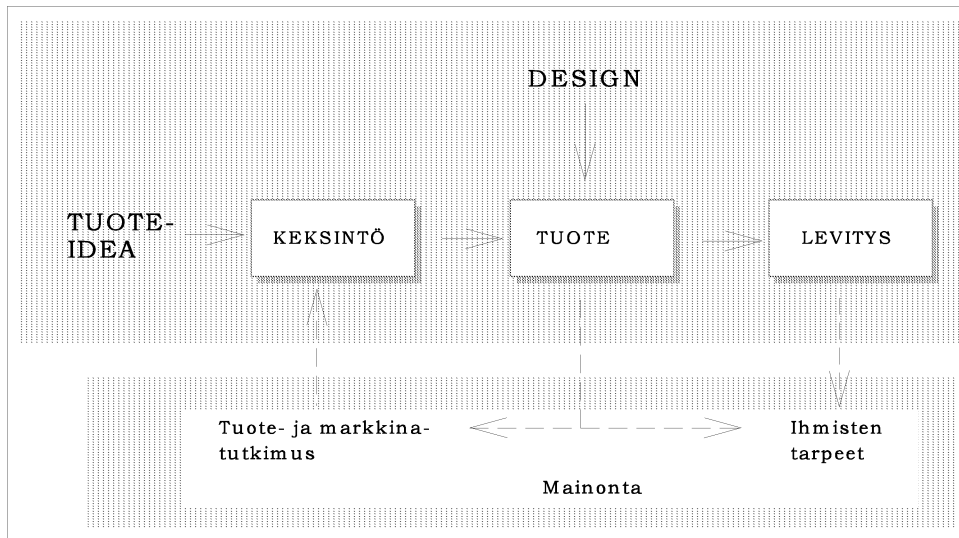 DESIGN
TUOTE-
IDEA
KEKSINTÖ
TUOTE
LEVITYS
Tuote- ja markkina-
tutkimus
Ihmisten
tarpeet
Mainonta